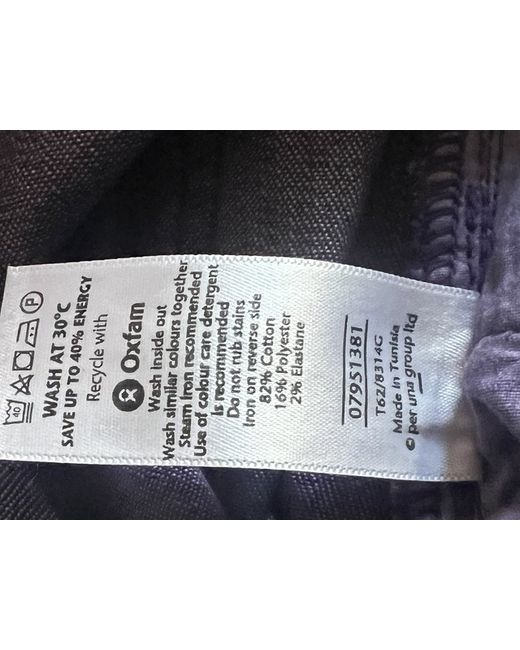 40 P
WASH AT 30°C
SAVE UP TO 40% ENERGY
Recycle with
Oxfam
Wash inside out
Wash similar colours together
Steam iron recommended
Use of colour care detergent
is recommended
Do not rub stains
Iron on reverse side
82% Cotton
16% Polyester
2% Elastane
07951381
T62/8314C
Made in Tunisia
© per una group ltd